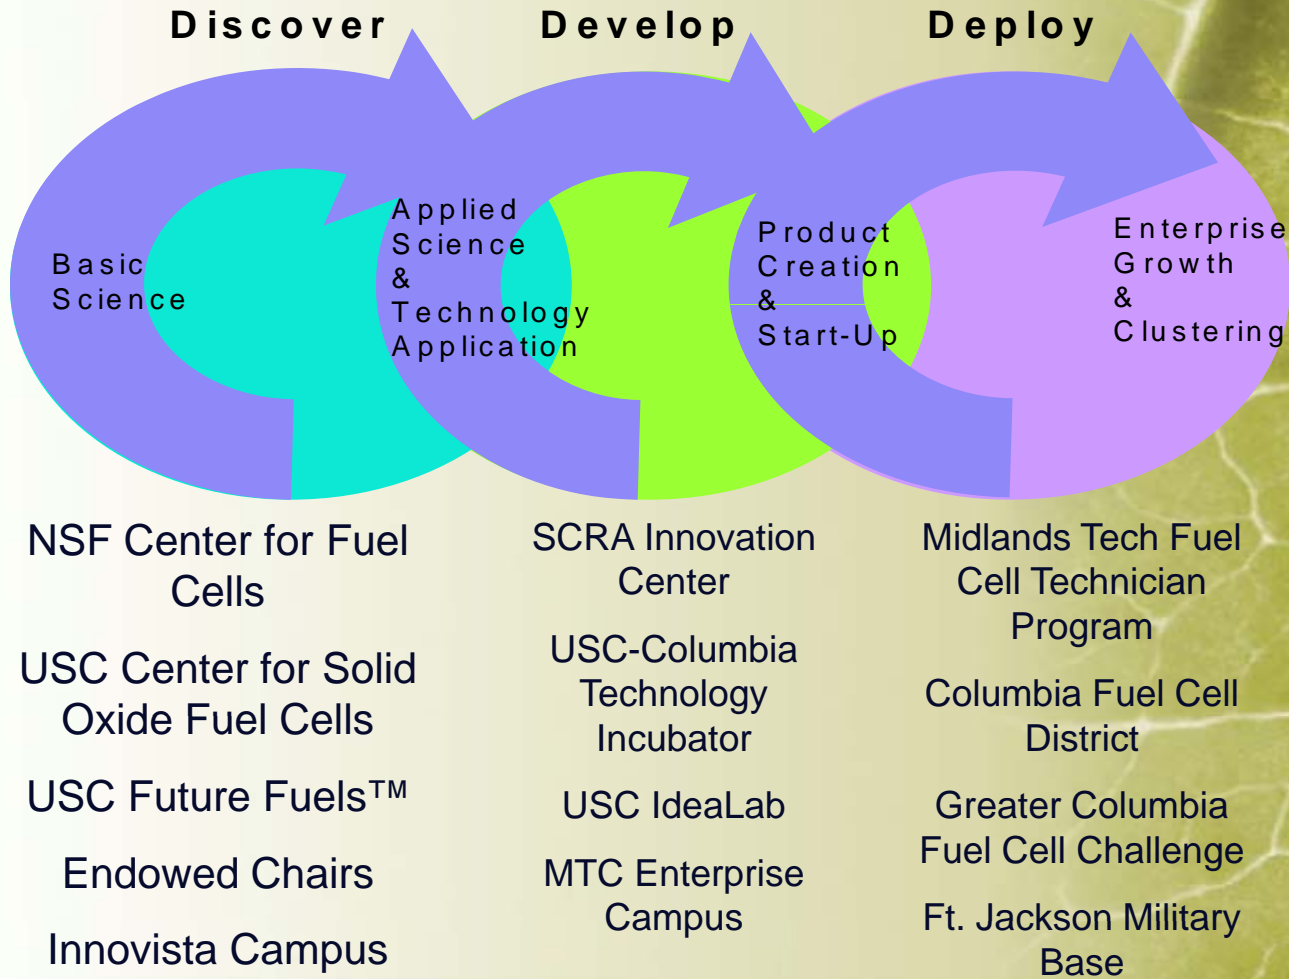 Discover
Develop
Deploy
Basic
Science
Applied
Science
&
Technology
Application
Product
Creation
&
Start-Up
Enterprise
Growth
&
Clustering
NSF Center for Fuel
Cells
USC Center for Solid
Oxide Fuel Cells
USC Future Fuels™
Endowed Chairs
Innovista Campus
SCRA Innovation
Center
USC-Columbia
Technology
Incubator
USC IdeaLab
MTC Enterprise
Campus
Midlands Tech Fuel
Cell Technician
Program
Columbia Fuel Cell
District
Greater Columbia
Fuel Cell Challenge
Ft. Jackson Military
Base